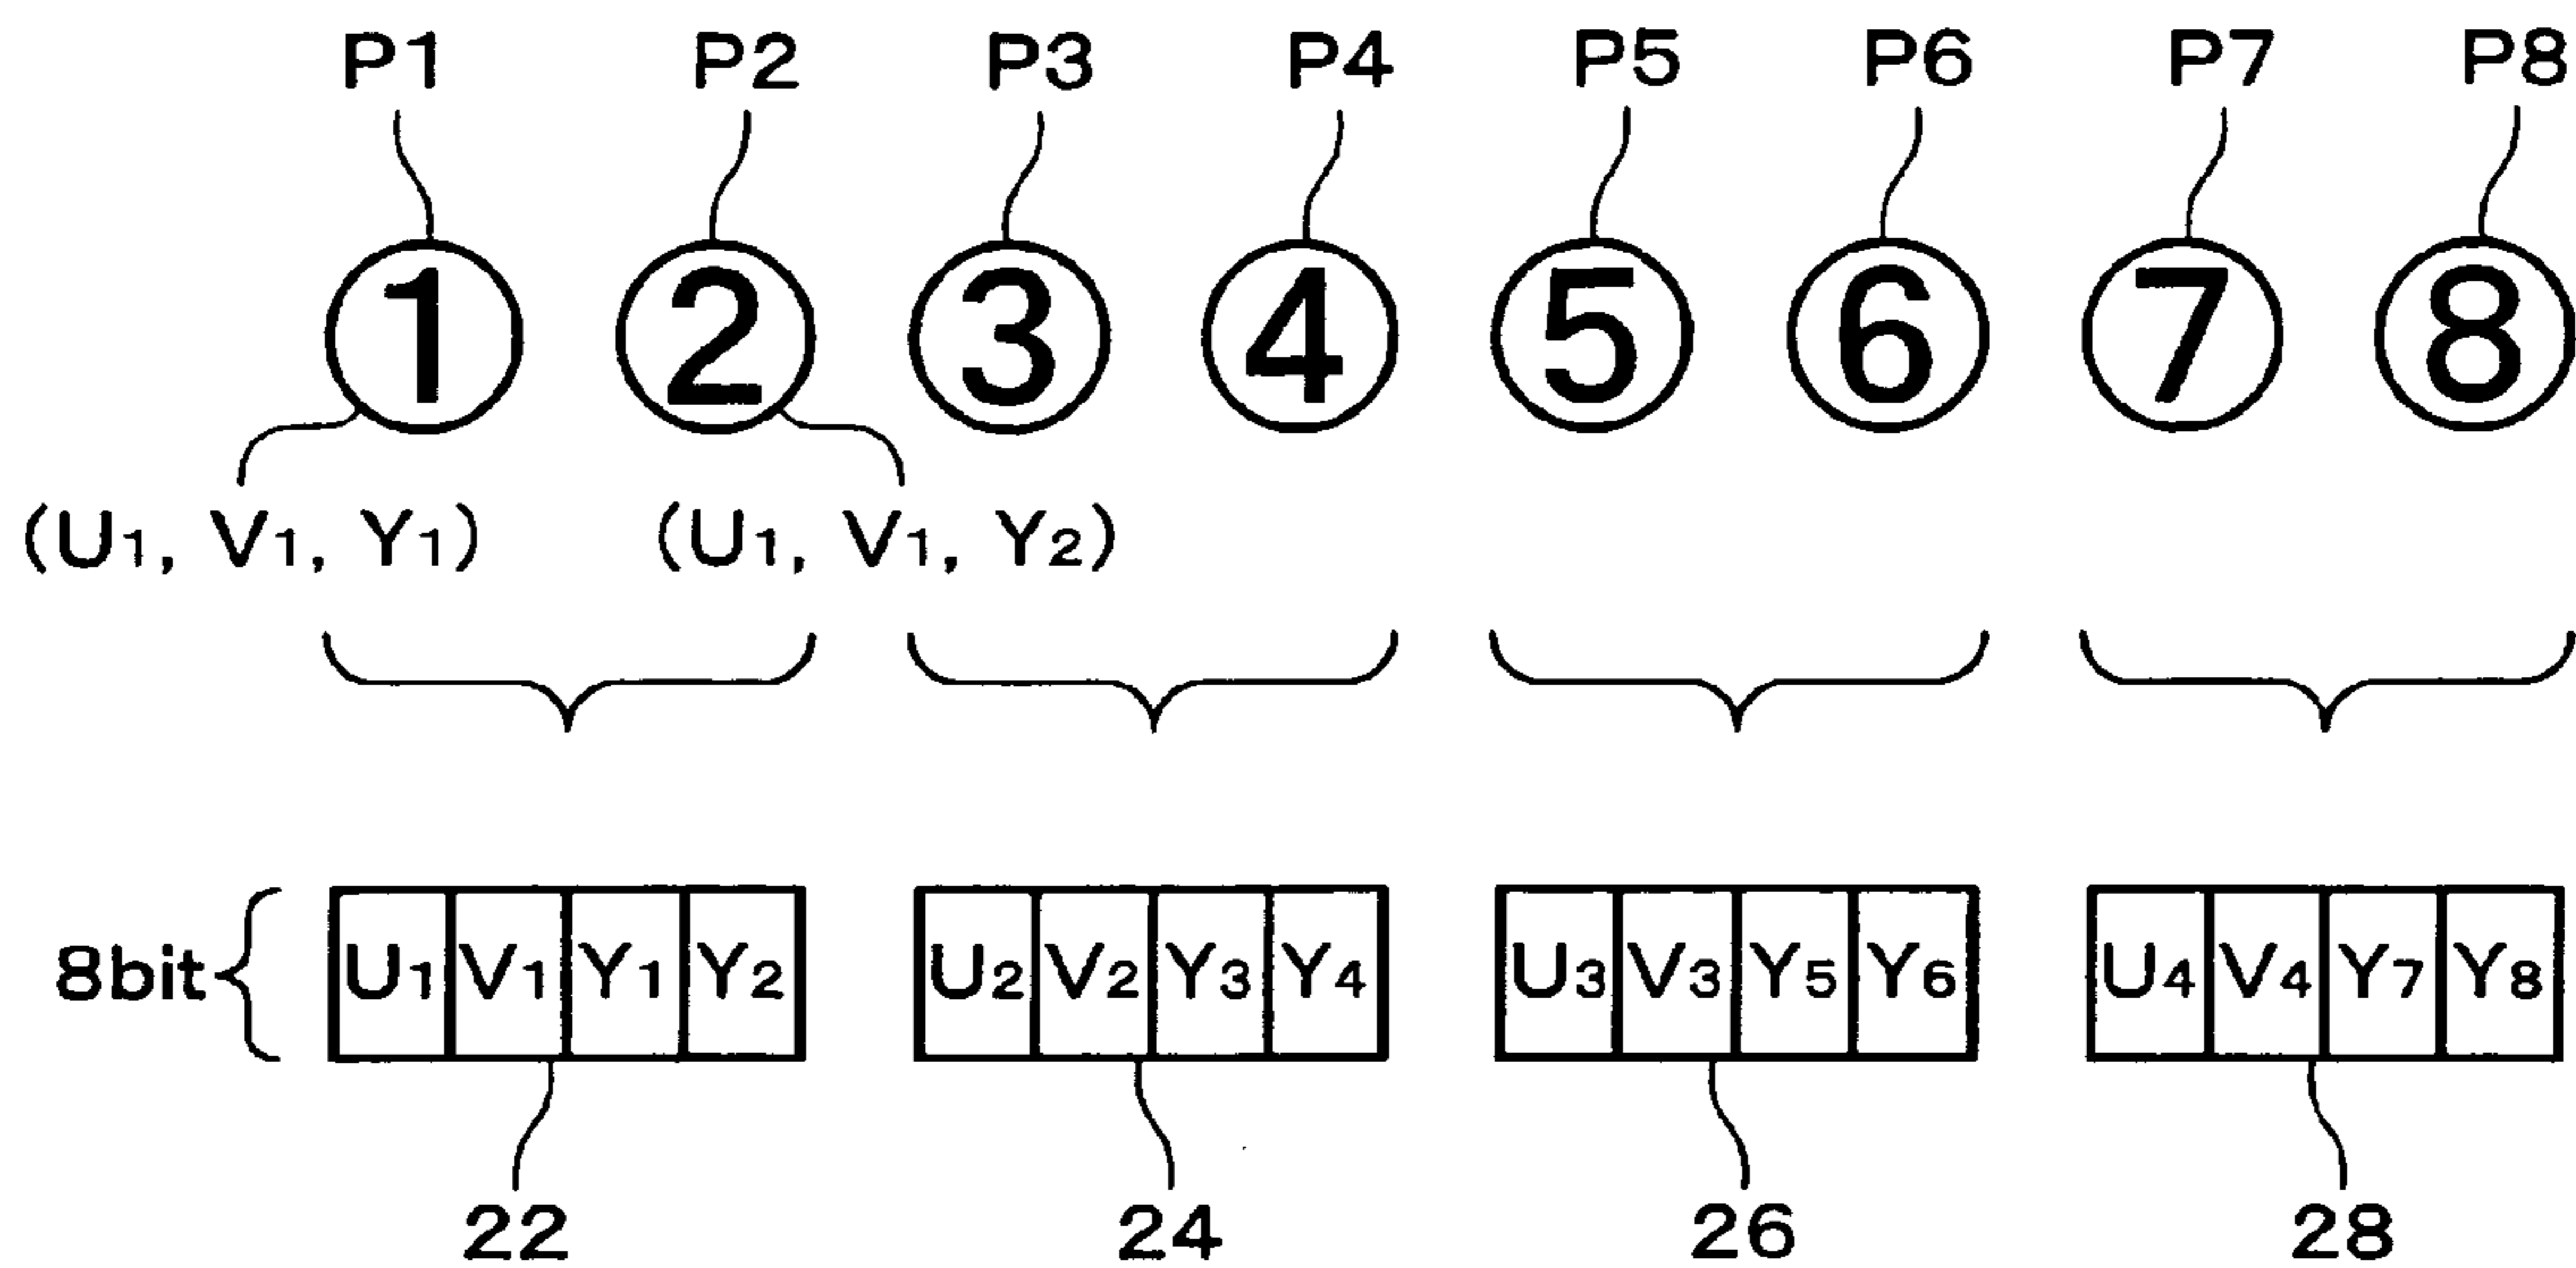 P1 P2 P3 P4 P5 P6 P7 P8
1 2 3 4 5 6 7 8
(U1, V1, Y1) (U1, V1, Y2)
8bit U1 V1 Y1 Y2 U2 V2 Y3 Y4 U3 V3 Y5 Y6 U4 V4 Y7 Y8
22 24 26 28